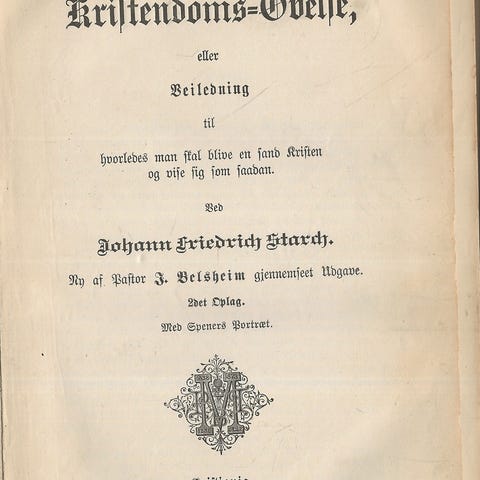 Kristendoms-Øvelse,
eller
Veiledning
til
hvorledes man skal blive en sand Kristen
og vise sig som saadan.
Ved
Johann Friedrich Starch.
Ny af Pastor J. Belsheim gjennemseet Udgave.
2det Oplag.
Med Speners Portræt.
M